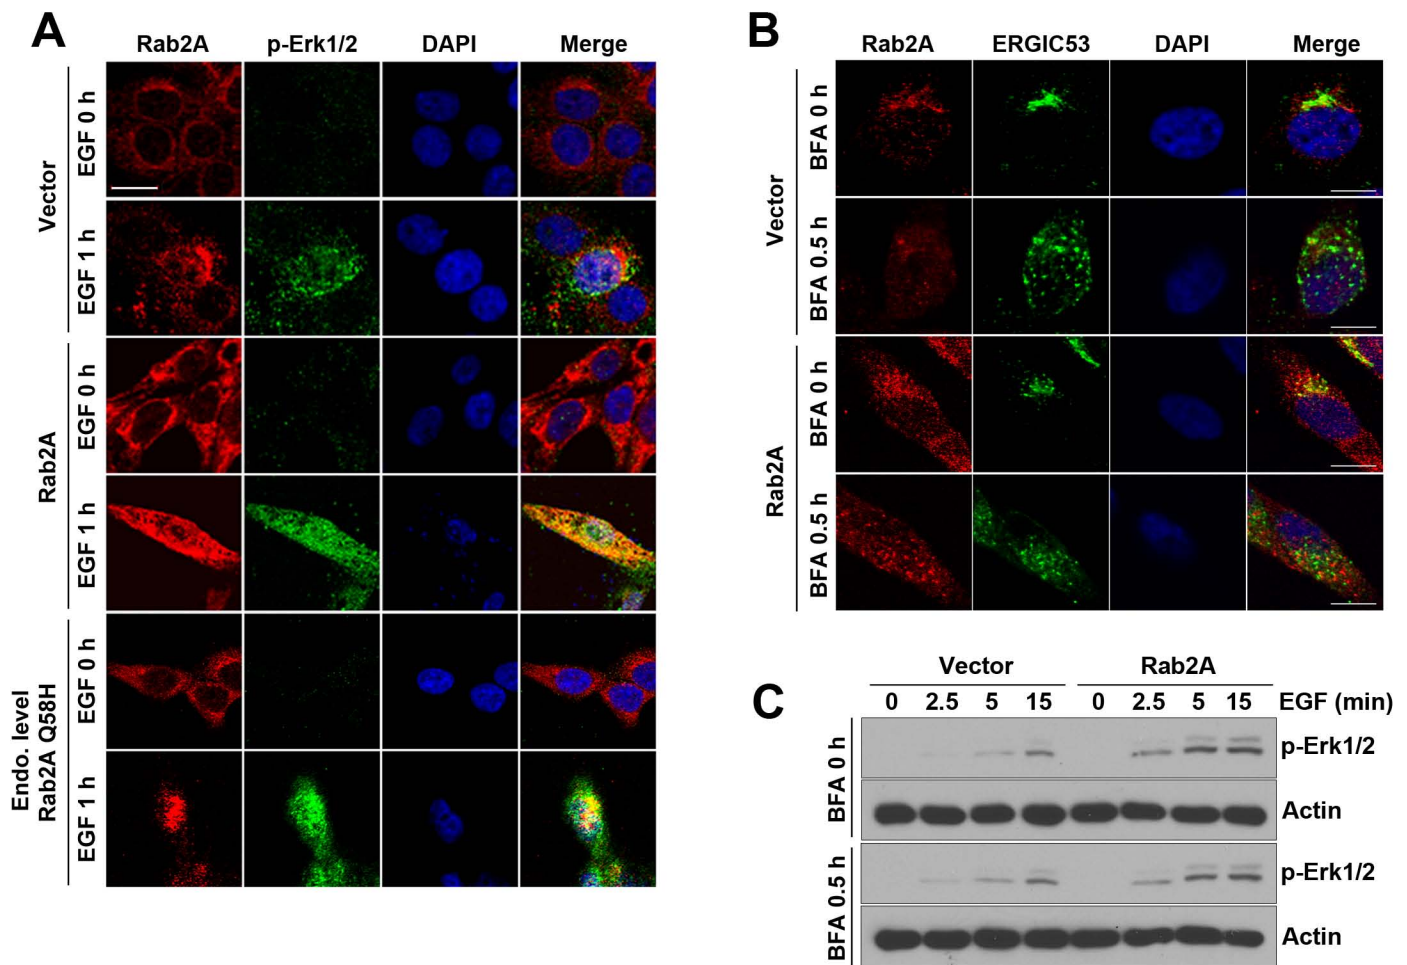 A
Rab2A p-Erk1/2 DAPI Merge
Vector
EGF 0 h
EGF 1 h
Rab2A
EGF 0 h
EGF 1 h
Endo. level
Rab2A Q58H
EGF 0 h
EGF 1 h
B
Rab2A ERGIC53 DAPI Merge
Vector
BFA 0 h
BFA 0.5 h
Rab2A
BFA 0 h
BFA 0.5 h
C
Vector Rab2A
0 2.5 5 15 0 2.5 5 15 EGF (min)
BFA 0 h
p-Erk1/2
Actin
BFA 0.5 h
p-Erk1/2
Actin